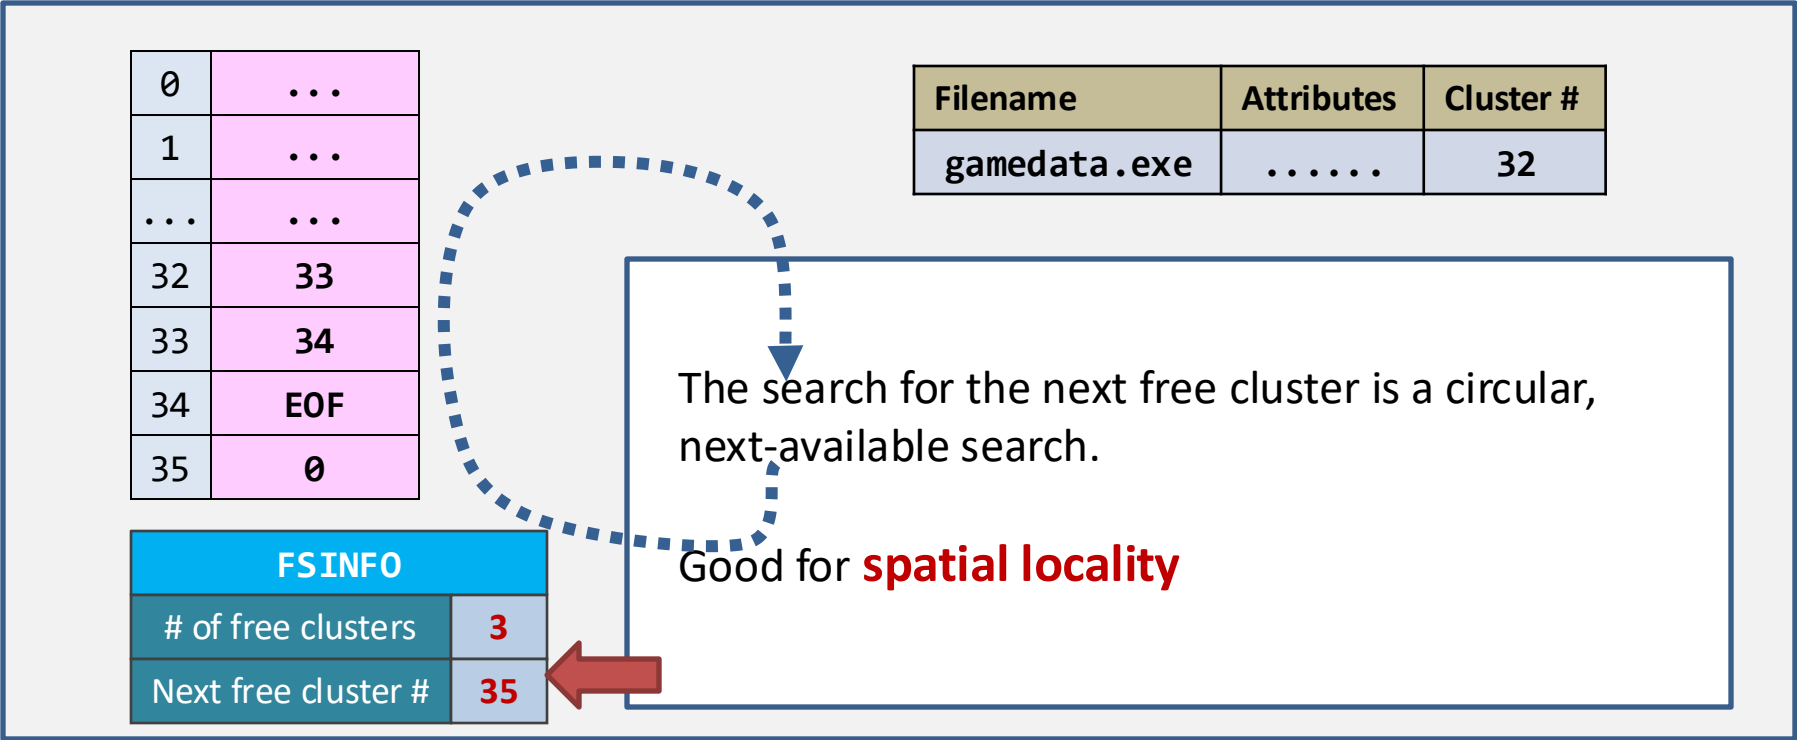 0 ...
1 ...
... ...
32 33
33 34
34 EOF
35 0
FSINFO
# of free clusters 3
Next free cluster # 35
Filename Attributes Cluster #
gamedata.exe ...... 32
The search for the next free cluster is a circular,
next-available search.
Good for spatial locality